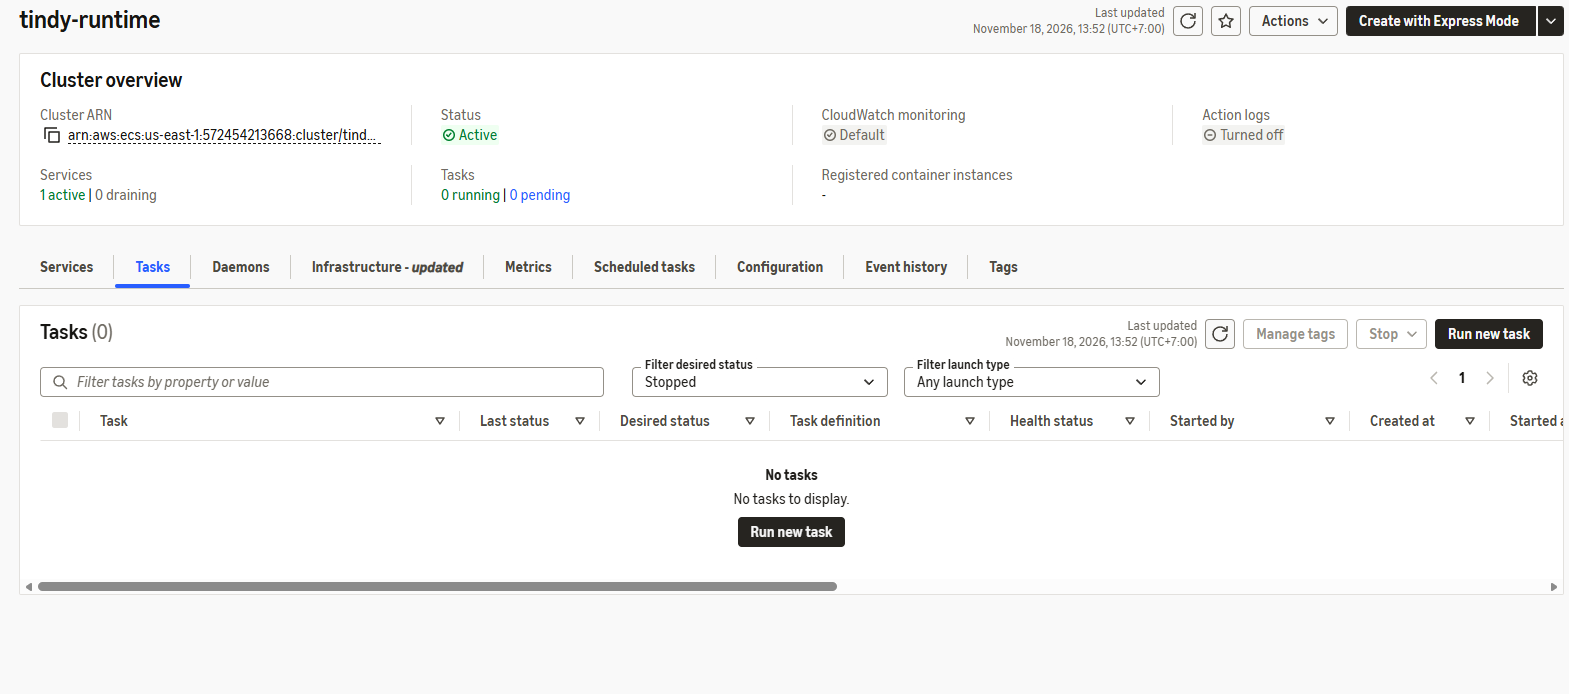 tindy-runtime
Last updated
November 18, 2026, 13:52 (UTC+7:00)
Actions
Create with Express Mode
Cluster overview
Cluster ARN
arn:aws:ecs:us-east-1:572454213668:cluster/tind...
Status
Active
CloudWatch monitoring
Default
Action logs
Turned off
Services
1 active | 0 draining
Tasks
0 running | 0 pending
Registered container instances
-
Services
Tasks
Daemons
Infrastructure - updated
Metrics
Scheduled tasks
Configuration
Event history
Tags
Tasks (0)
Last updated
November 18, 2026, 13:52 (UTC+7:00)
Manage tags
Stop
Run new task
Filter tasks by property or value
Filter desired status
Stopped
Filter launch type
Any launch type
1
Task
Last status
Desired status
Task definition
Health status
Started by
Created at
Started
No tasks
No tasks to display.
Run new task